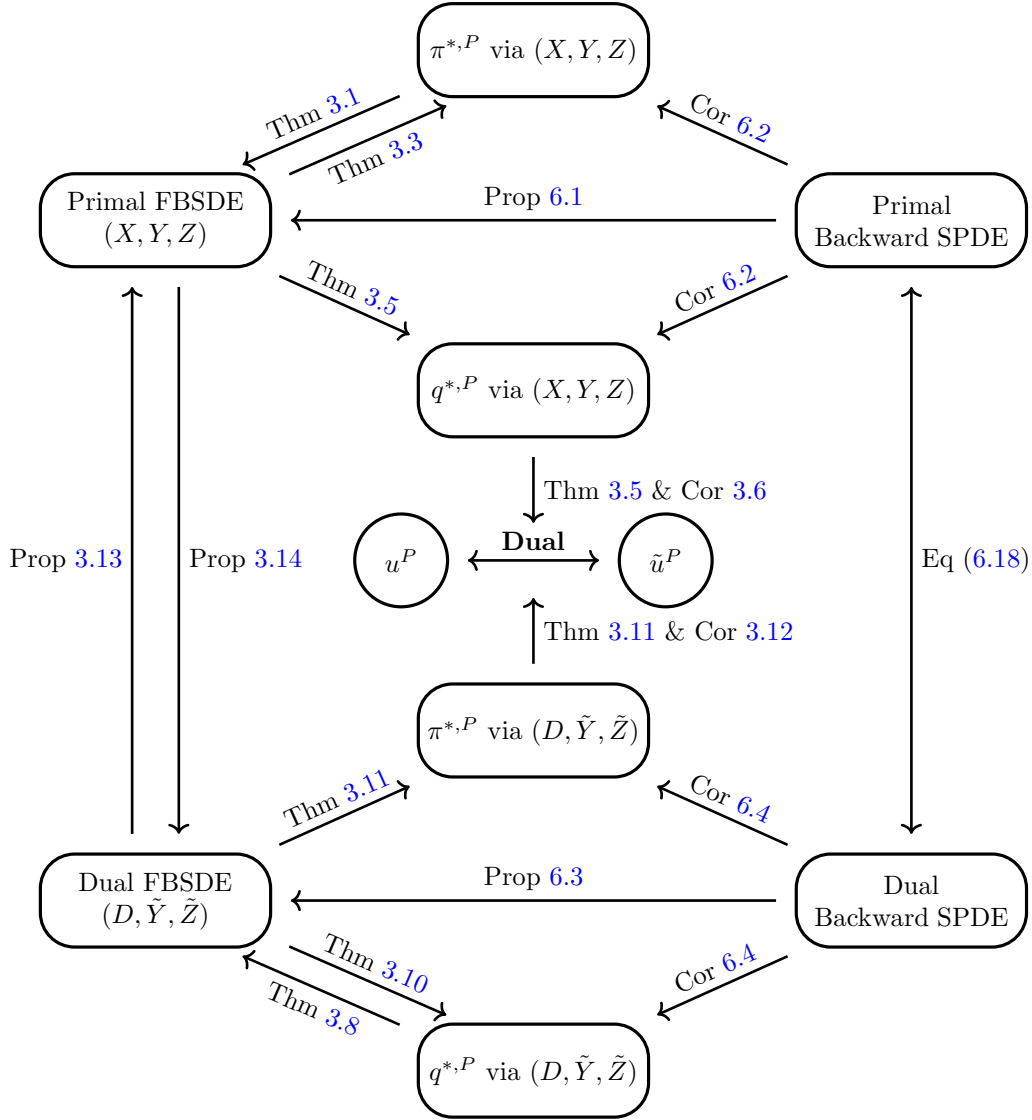 π*,P via (X, Y, Z)
Thm 3.1
Thm 3.3
Cor 6.2
Primal FBSDE
(X, Y, Z)
Prop 6.1
Primal
Backward SPDE
Thm 3.5
Cor 6.2
q*,P via (X, Y, Z)
Thm 3.5 & Cor 3.6
Dual
u^P
ũ^P
Prop 3.13
Prop 3.14
Eq (6.18)
Thm 3.11 & Cor 3.12
π*,P via (D, Ỹ, Z̃)
Thm 3.11
Cor 6.4
Dual FBSDE
(D, Ỹ, Z̃)
Prop 6.3
Dual
Backward SPDE
Thm 3.10
Thm 3.8
Cor 6.4
q*,P via (D, Ỹ, Z̃)